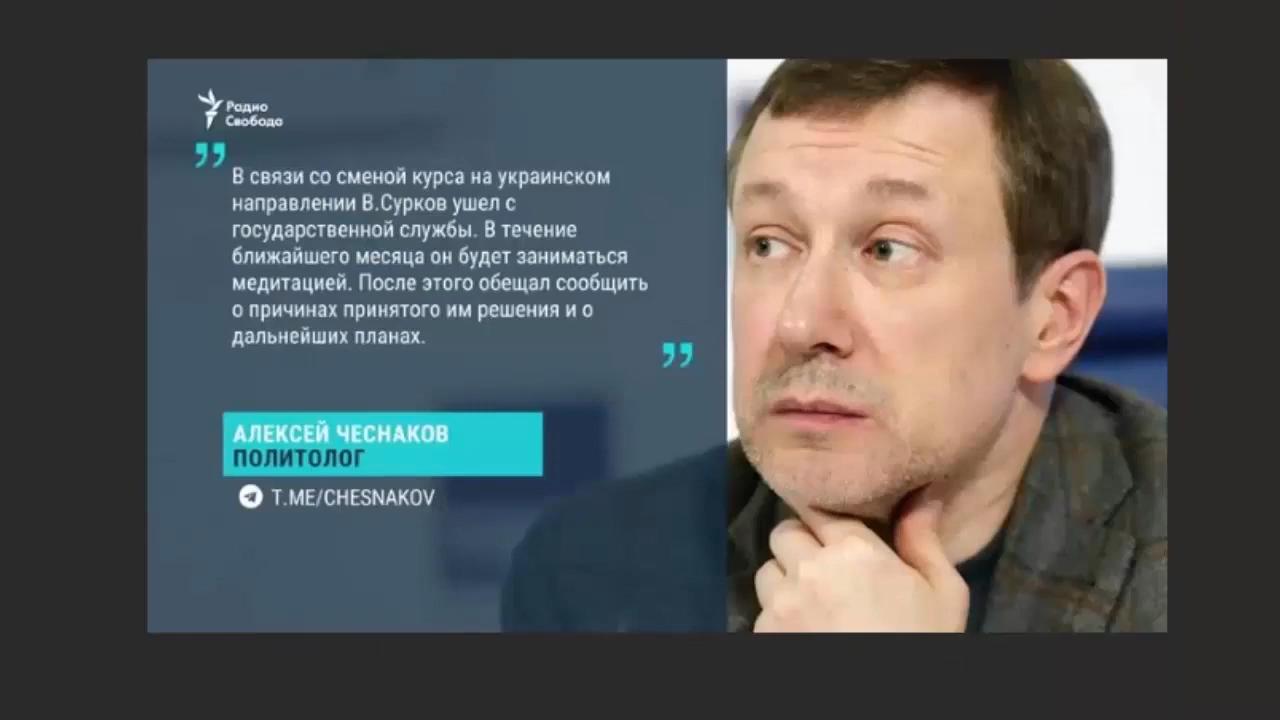 Радио
Свобода
В связи со сменой курса на украинском
направлении В.Сурков ушел с
государственной службы. В течение
ближайшего месяца он будет заниматься
медитацией. После этого обещал сообщить
о причинах принятого им решения и о
дальнейших планах.
АЛЕКСЕЙ ЧЕСНАКОВ
ПОЛИТОЛОГ
T.ME/CHESNAKOV